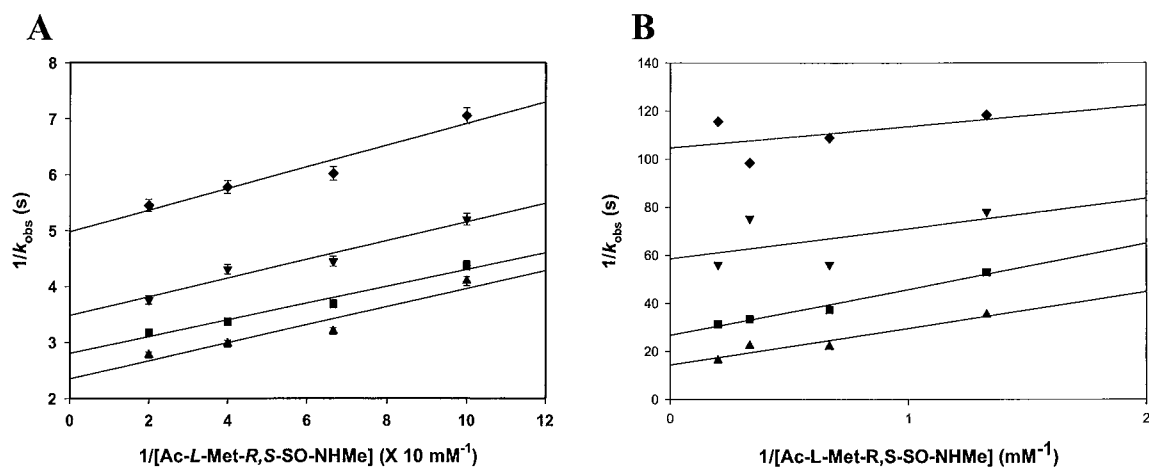 A
8
7
6
5
4
3
2
1/k_obs (s)
0 2 4 6 8 10 12
1/[Ac-L-Met-R,S-SO-NHMe] (X 10 mM⁻¹)
B
140
120
100
80
60
40
20
0
1/k_obs (s)
0 1 2
1/[Ac-L-Met-R,S-SO-NHMe] (mM⁻¹)